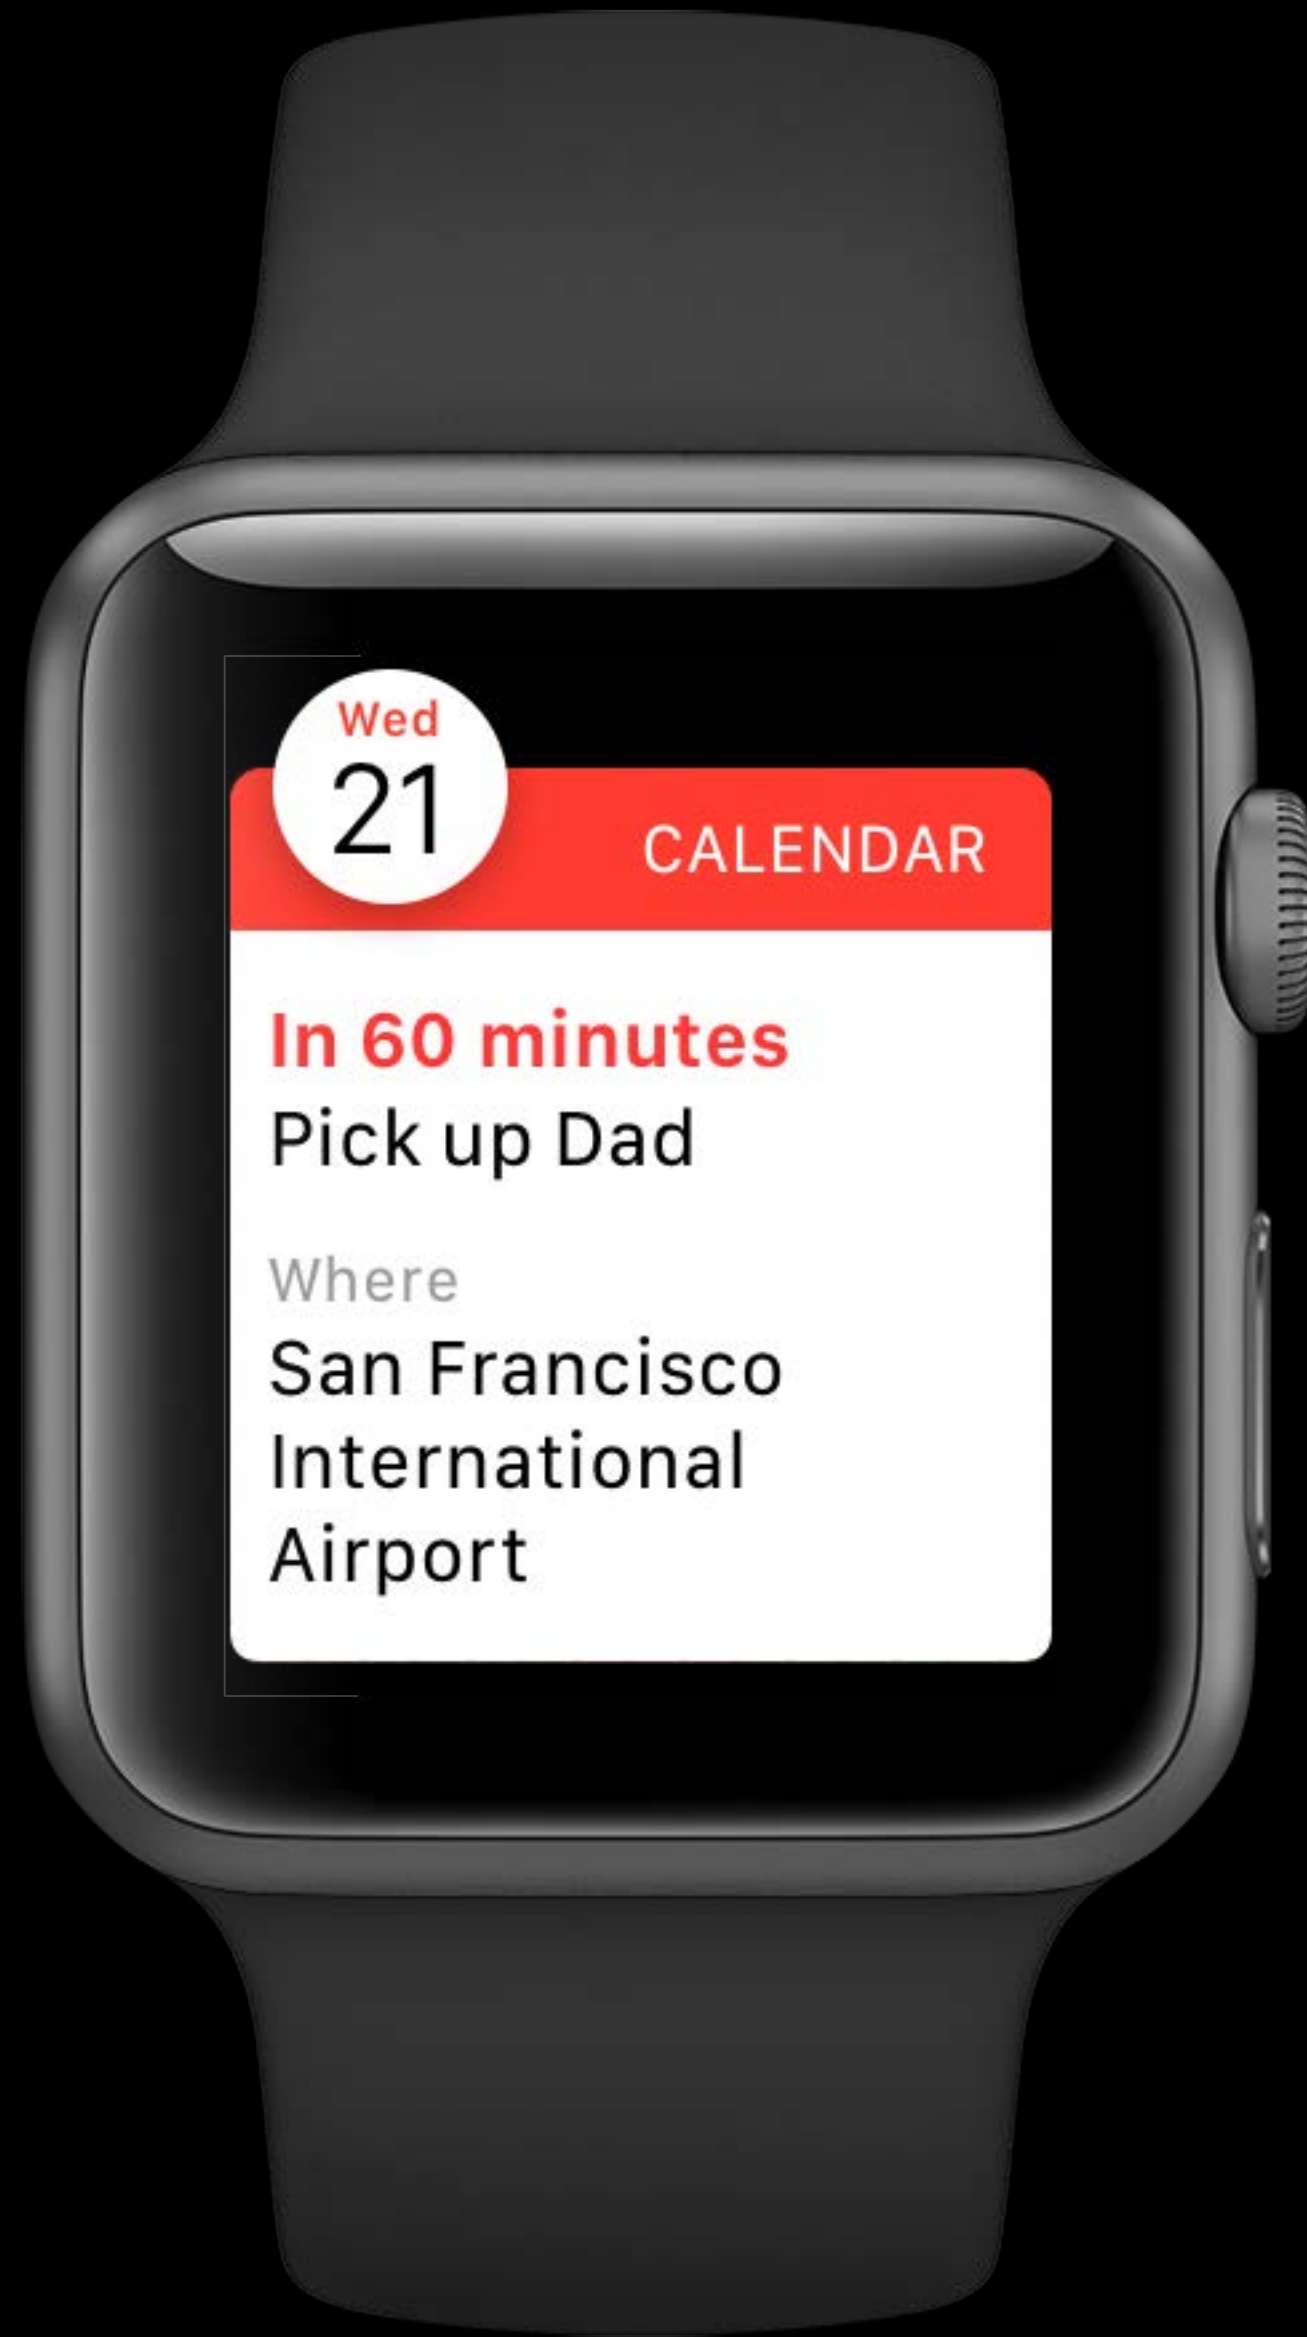 Wed
21
CALENDAR
In 60 minutes
Pick up Dad
Where
San Francisco
International
Airport